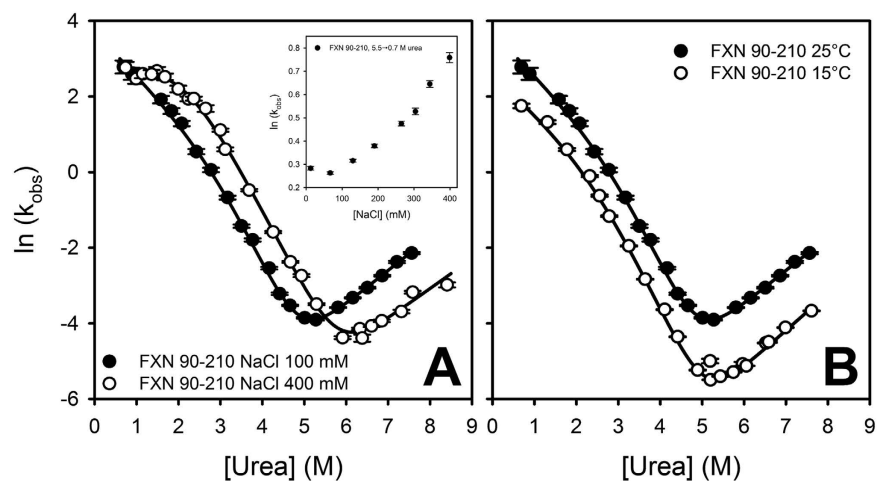 4
2
0
-2
-4
-6
ln (kobs)
0 1 2 3 4 5 6 7 8 9
[Urea] (M)
FXN 90-210 NaCl 100 mM
FXN 90-210 NaCl 400 mM
A
FXN 90-210, 5.5→0.7 M urea
0.8
0.7
0.6
0.5
0.4
0.3
0.2
ln (kobs)
0 100 200 300 400
[NaCl] (mM)
FXN 90-210 25°C
FXN 90-210 15°C
B
0 1 2 3 4 5 6 7 8 9
[Urea] (M)